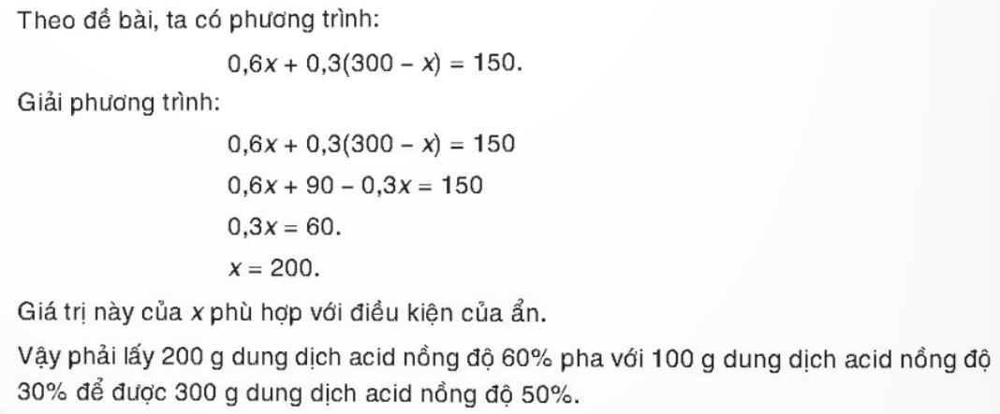 Theo đề bài, ta có phương trình:
0,6x + 0,3(300 – x) = 150.
Giải phương trình:
0,6x + 0,3(300 – x) = 150
0,6x + 90 – 0,3x = 150
0,3x = 60.
x = 200.
Giá trị này của x phù hợp với điều kiện của ẩn.
Vậy phải lấy 200 g dung dịch acid nồng độ 60% pha với 100 g dung dịch acid nồng độ
30% để được 300 g dung dịch acid nồng độ 50%.